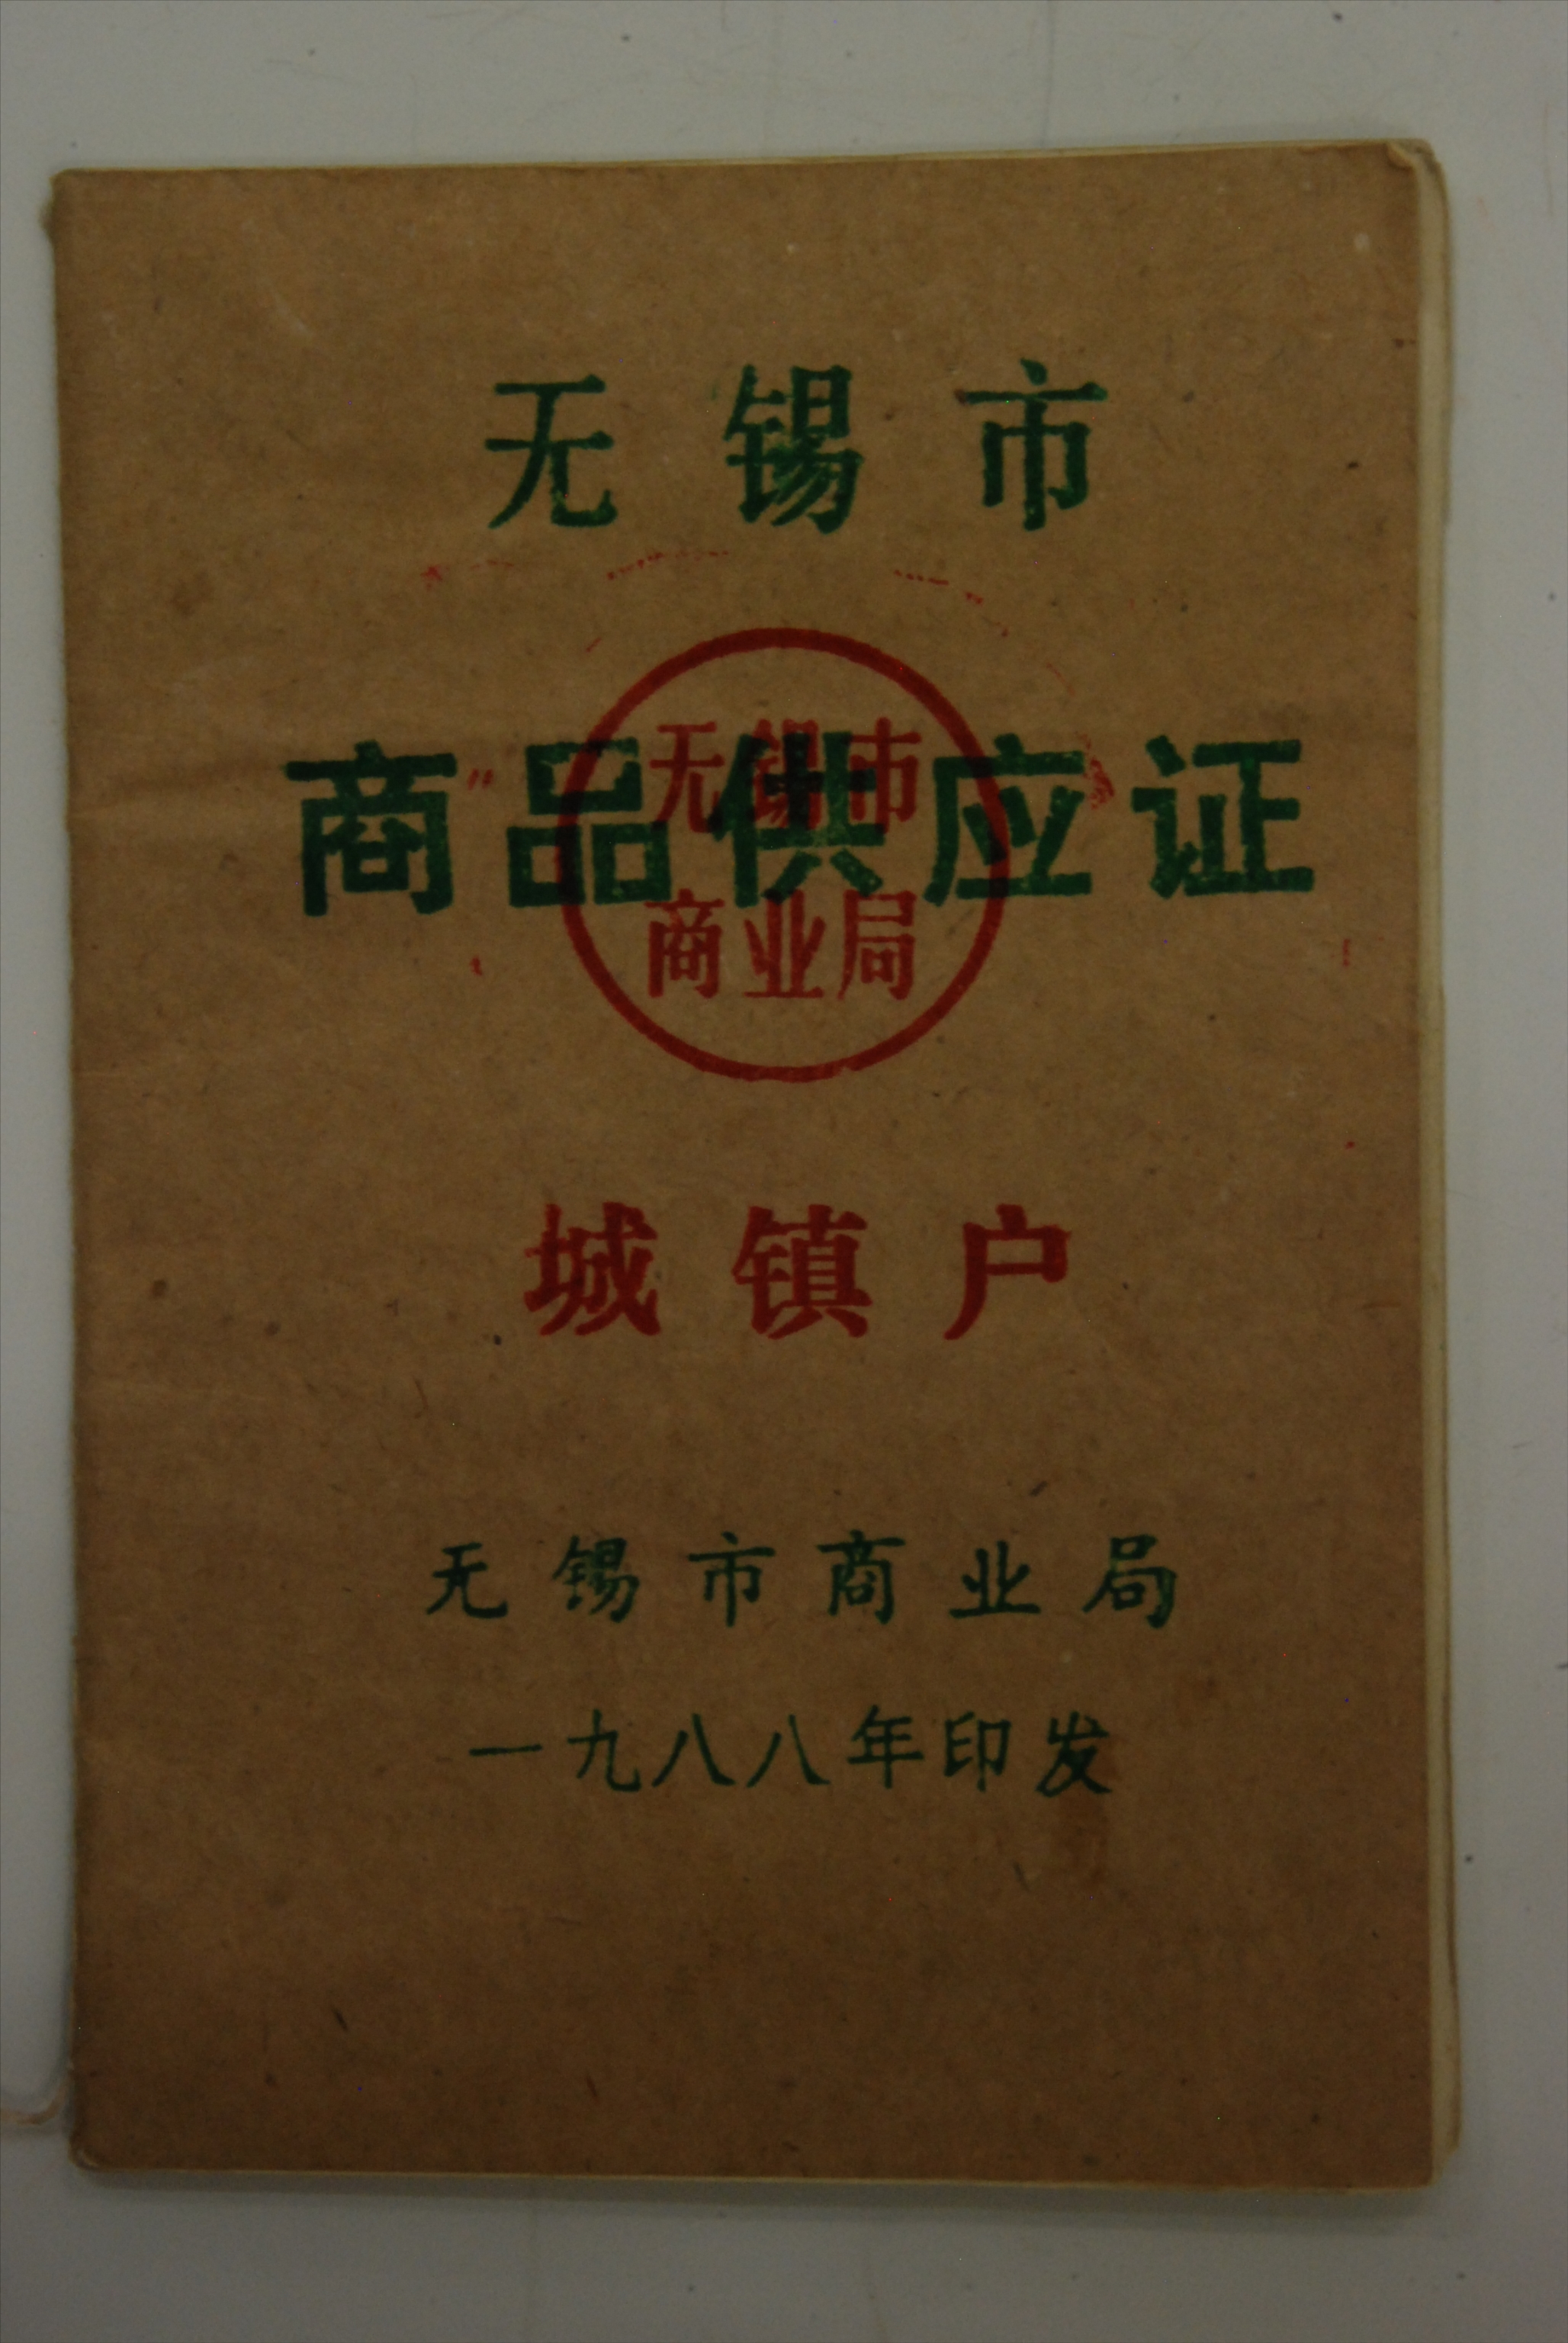 无锡市
商品供应证
无锡市
商业局
城镇户
无锡市商业局
一九八八年印发